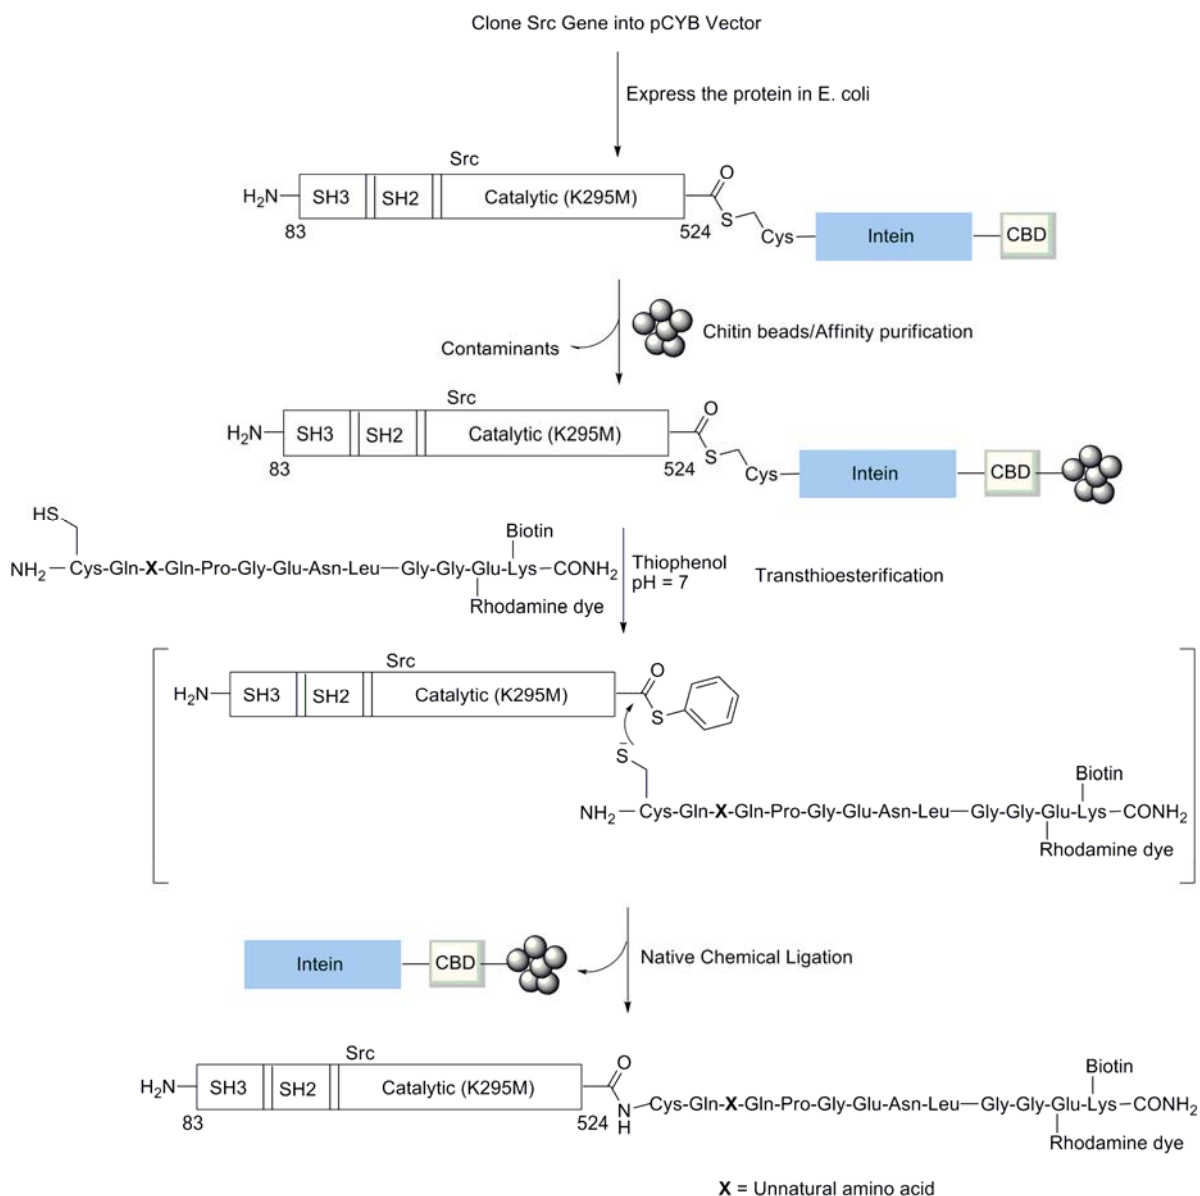 Clone Src Gene into pCYB Vector
Express the protein in E. coli
Src
H₂N
SH3
SH2
Catalytic (K295M)
O
S
Cys
Intein
CBD
83
524
Contaminants
Chitin beads/Affinity purification
Src
H₂N
SH3
SH2
Catalytic (K295M)
O
S
Cys
Intein
CBD
83
524
HS
Biotin
NH₂—Cys-Gln-X-Gln-Pro-Gly-Glu-Asn-Leu—Gly-Gly-Glu-Lys—CONH₂
Rhodamine dye
Thiophenol
pH = 7
Transthioesterification
Src
H₂N
SH3
SH2
Catalytic (K295M)
O
S
S⁻
Biotin
NH₂—Cys-Gln-X-Gln-Pro-Gly-Glu-Asn-Leu—Gly-Gly-Glu-Lys—CONH₂
Rhodamine dye
Intein
CBD
Native Chemical Ligation
Src
H₂N
SH3
SH2
Catalytic (K295M)
O
N
H
Biotin
Cys-Gln-X-Gln-Pro-Gly-Glu-Asn-Leu—Gly-Gly-Glu-Lys—CONH₂
Rhodamine dye
83
524
X = Unnatural amino acid